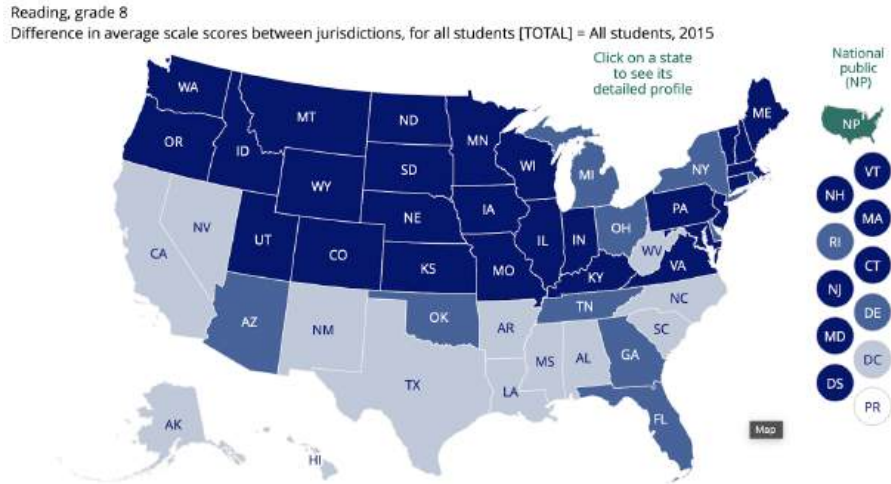 Reading, grade 8
Difference in average scale scores between jurisdictions, for all students [TOTAL] = All students, 2015
Click on a state
to see its
detailed profile
National
public
(NP)
NP
WA
MT
ND
MN
ME
OR
ID
WY
SD
WI
MI
NY
VT
NH
MA
NE
IA
PA
RI
CT
NV
UT
CO
IL
IN
OH
CA
KS
MO
WV
VA
KY
NJ
DE
AZ
NM
OK
AR
TN
NC
SC
MD
DC
TX
MS
AL
GA
LA
DS
PR
AK
HI
FL
Map